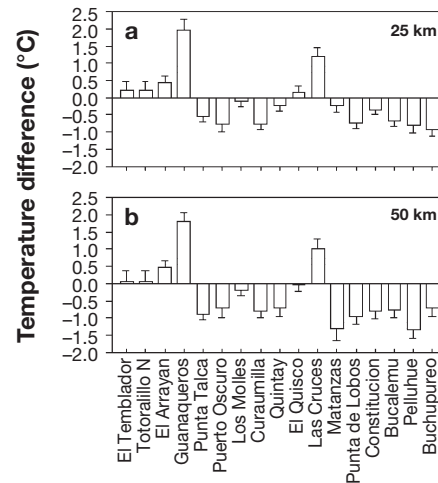 Temperature difference (°C)
2.5
2.0
1.5
1.0
0.5
0.0
−0.5
−1.0
−1.5
−2.0
a
25 km
2.5
2.0
1.5
1.0
0.5
0.0
−0.5
−1.0
−1.5
−2.0
b
50 km
El Temblador
Totoralillo N
El Arrayan
Guanaqueros
Punta Talca
Puerto Oscuro
Los Molles
Curaumilla
Quintay
El Quisco
Las Cruces
Matanzas
Punta de Lobos
Constitucion
Bucalemu
Pelluhue
Buchupureo